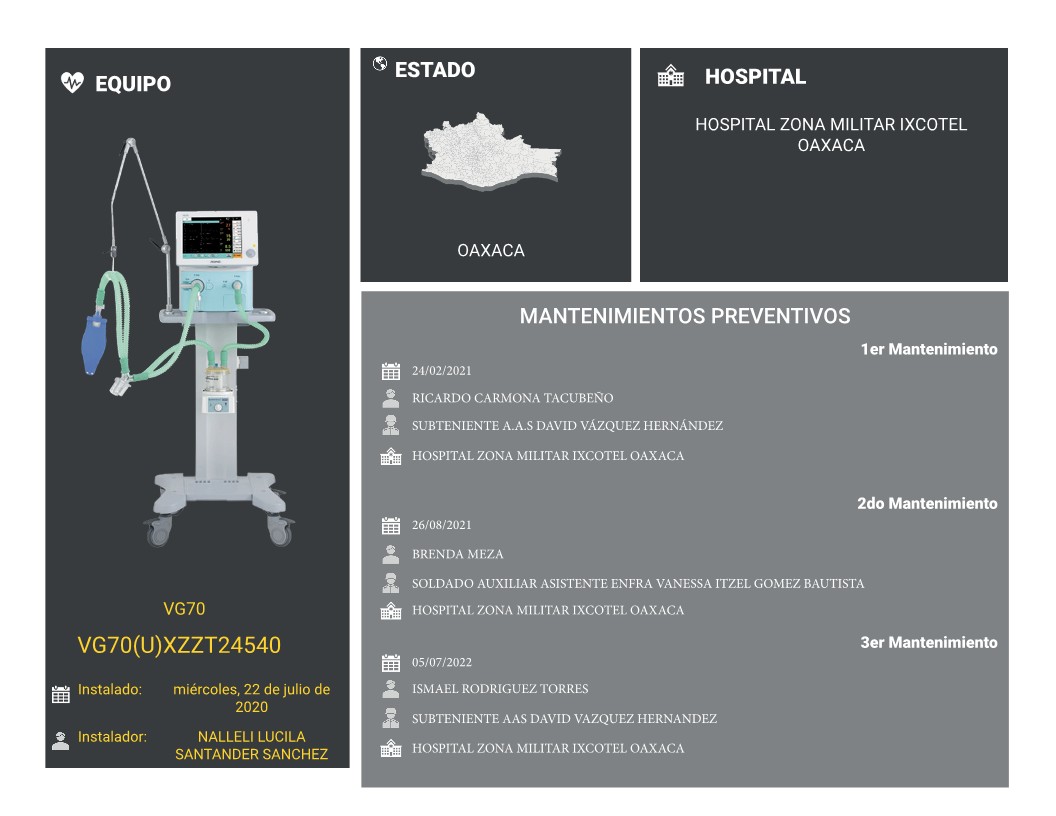 EQUIPO
VG70
VG70(U)XZZT24540
Instalado: miércoles, 22 de julio de
2020
Instalador: NALLELI LUCILA
SANTANDER SANCHEZ
ESTADO
OAXACA
HOSPITAL
HOSPITAL ZONA MILITAR IXCOTEL
OAXACA
MANTENIMIENTOS PREVENTIVOS
1er Mantenimiento
24/02/2021
RICARDO CARMONA TACUBEÑO
SUBTENIENTE A.A.S DAVID VÁZQUEZ HERNÁNDEZ
HOSPITAL ZONA MILITAR IXCOTEL OAXACA
2do Mantenimiento
26/08/2021
BRENDA MEZA
SOLDADO AUXILIAR ASISTENTE ENFRA VANESSA ITZEL GOMEZ BAUTISTA
HOSPITAL ZONA MILITAR IXCOTEL OAXACA
3er Mantenimiento
05/07/2022
ISMAEL RODRIGUEZ TORRES
SUBTENIENTE AAS DAVID VAZQUEZ HERNANDEZ
HOSPITAL ZONA MILITAR IXCOTEL OAXACA